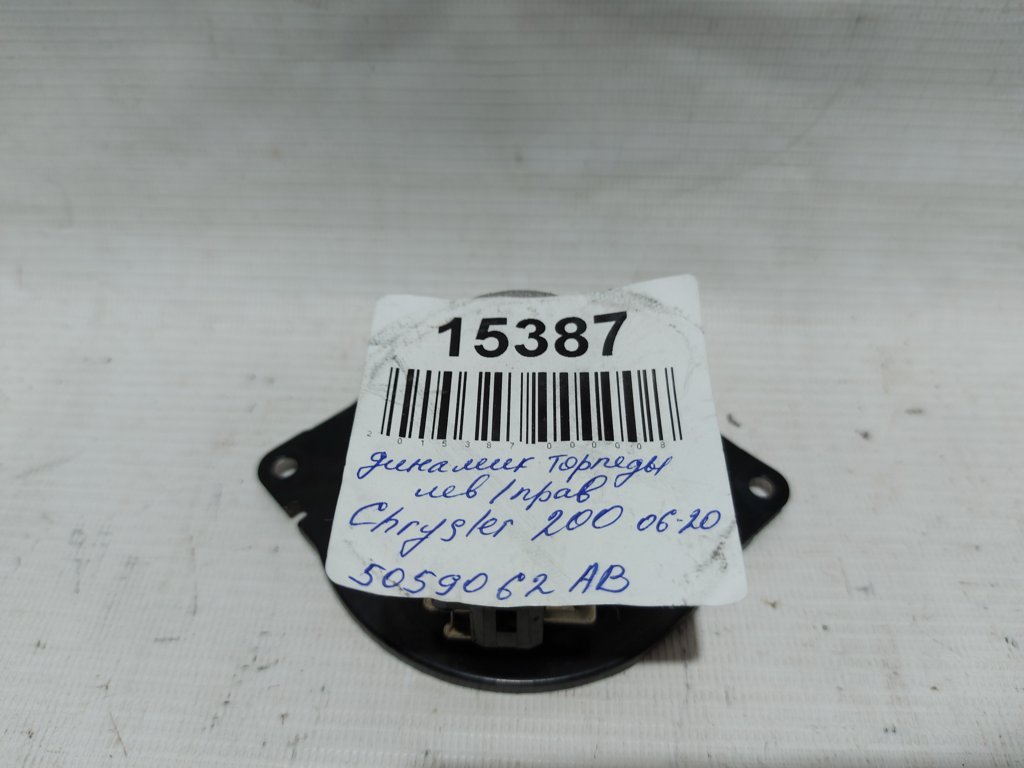 15387
2015387000008
динамик торпеды
лев/прав
Chrysler 200 06-20
5059062 AB